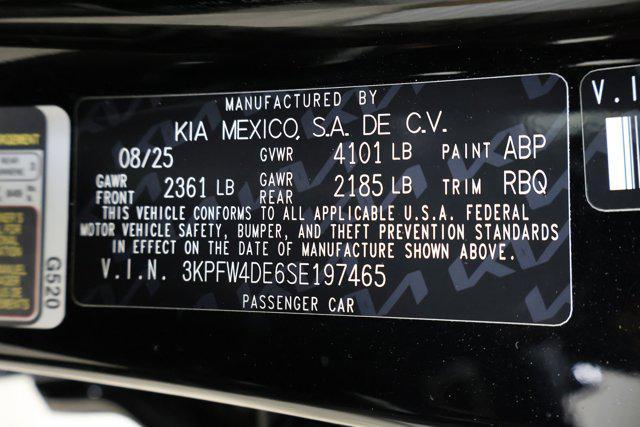 MANUFACTURED BY
KIA MEXICO, S.A. DE C.V.
08/25 GVWR 4101 LB PAINT ABP
GAWR FRONT 2361 LB GAWR REAR 2185 LB TRIM RBQ
THIS VEHICLE CONFORMS TO ALL APPLICABLE U.S.A. FEDERAL
MOTOR VEHICLE SAFETY, BUMPER, AND THEFT PREVENTION STANDARDS
IN EFFECT ON THE DATE OF MANUFACTURE SHOWN ABOVE.
V.I.N. 3KPFW4DE6SE197465
PASSENGER CAR
G520
V.I